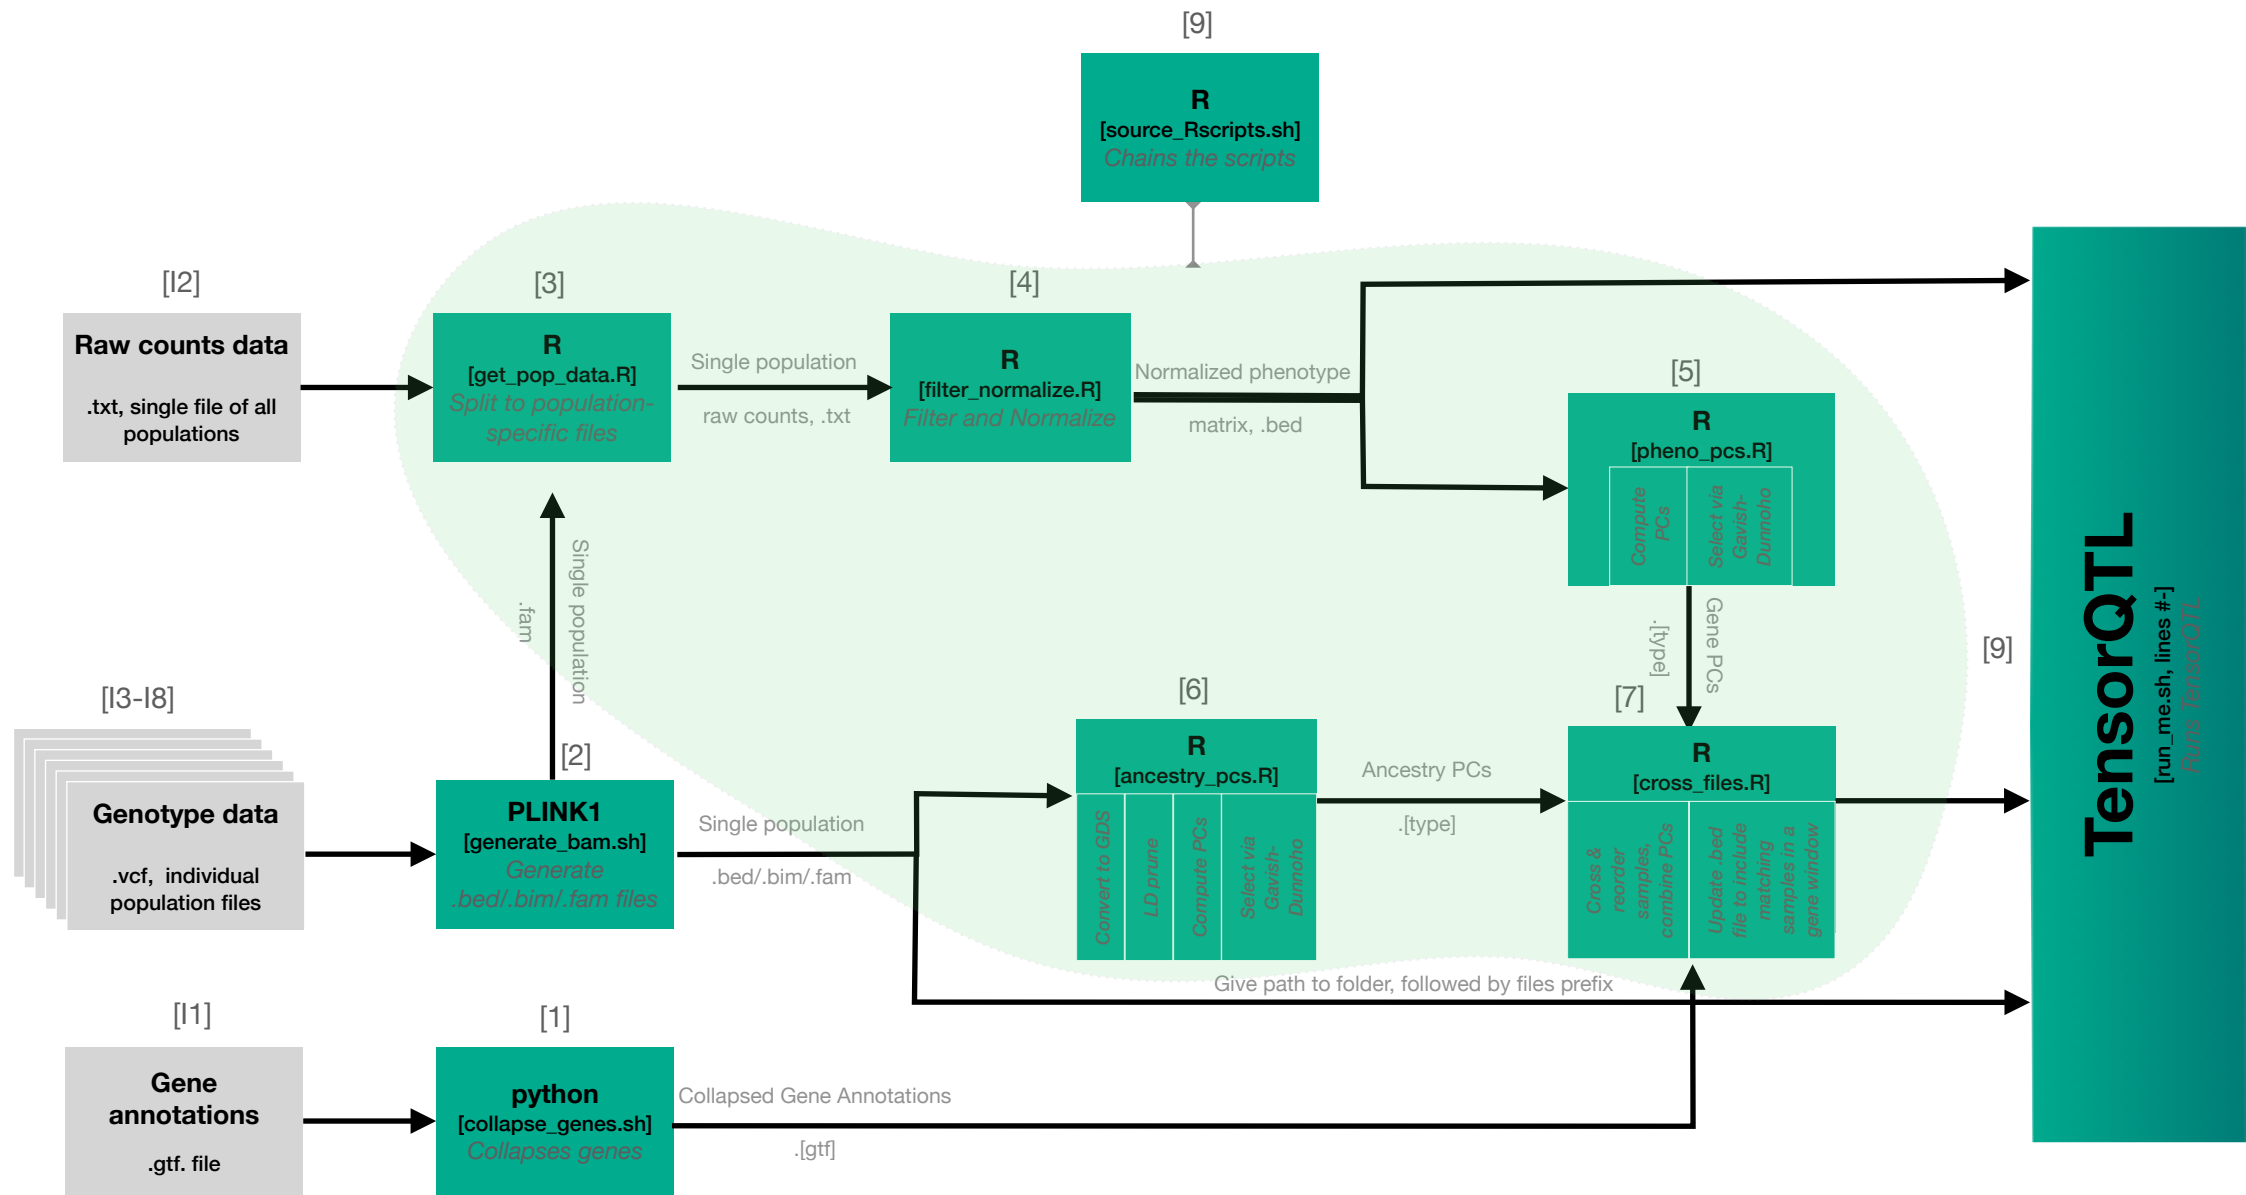 [9]
R
[source_Rscripts.sh]
Chains the scripts
[I2]
Raw counts data
.txt, single file of all
populations
[3]
R
[get_pop_data.R]
Split to population-
specific files
Single population
raw counts, .txt
[4]
R
[filter_normalize.R]
Filter and Normalize
Normalized phenotype
matrix, .bed
[5]
R
[pheno_pcs.R]
Compute
PCs
Select via
Gavish-
Dunnoho
Single population
.fam
Gene PCs
.[type]
[I3-I8]
Genotype data
.vcf, individual
population files
[2]
PLINK1
[generate_bam.sh]
Generate
.bed/.bim/.fam files
Single population
.bed/.bim/.fam
[6]
R
[ancestry_pcs.R]
Convert to GDS
LD prune
Compute PCs
Select via
Gavish-
Dunnoho
Ancestry PCs
.[type]
[7]
R
[cross_files.R]
Cross &
reorder
samples,
combine PCs
Update .bed
file to include
matching
samples in a
gene window
Give path to folder, followed by files prefix
[I1]
Gene
annotations
.gtf. file
[1]
python
[collapse_genes.sh]
Collapses genes
Collapsed Gene Annotations
.[gtf]
[9]
TensorQTL
[run_me.sh, lines #-]
Runs TensorQTL